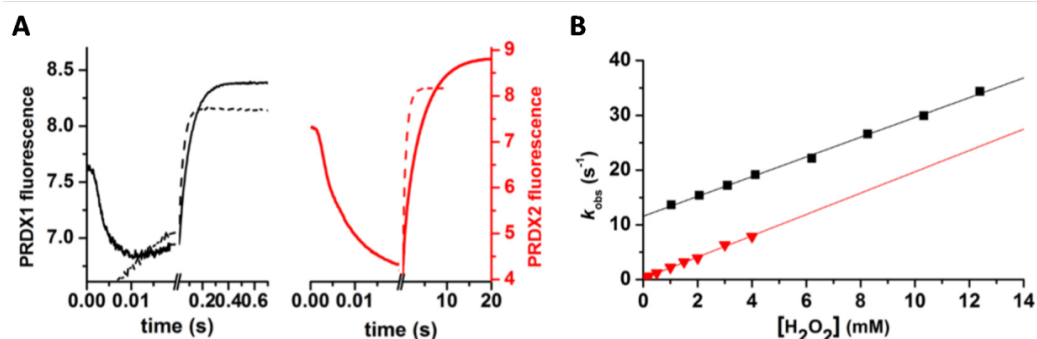 A
B
PRDX1 fluorescence
8.5
8.0
7.5
7.0
0.00 0.01 0.20.40.6
time (s)
0.00 0.01 10 20
time (s)
9
8
7
6
5
4
PRDX2 fluorescence
k obs (s⁻¹)
40
30
20
10
0
0 2 4 6 8 10 12 14
[H₂O₂] (mM)